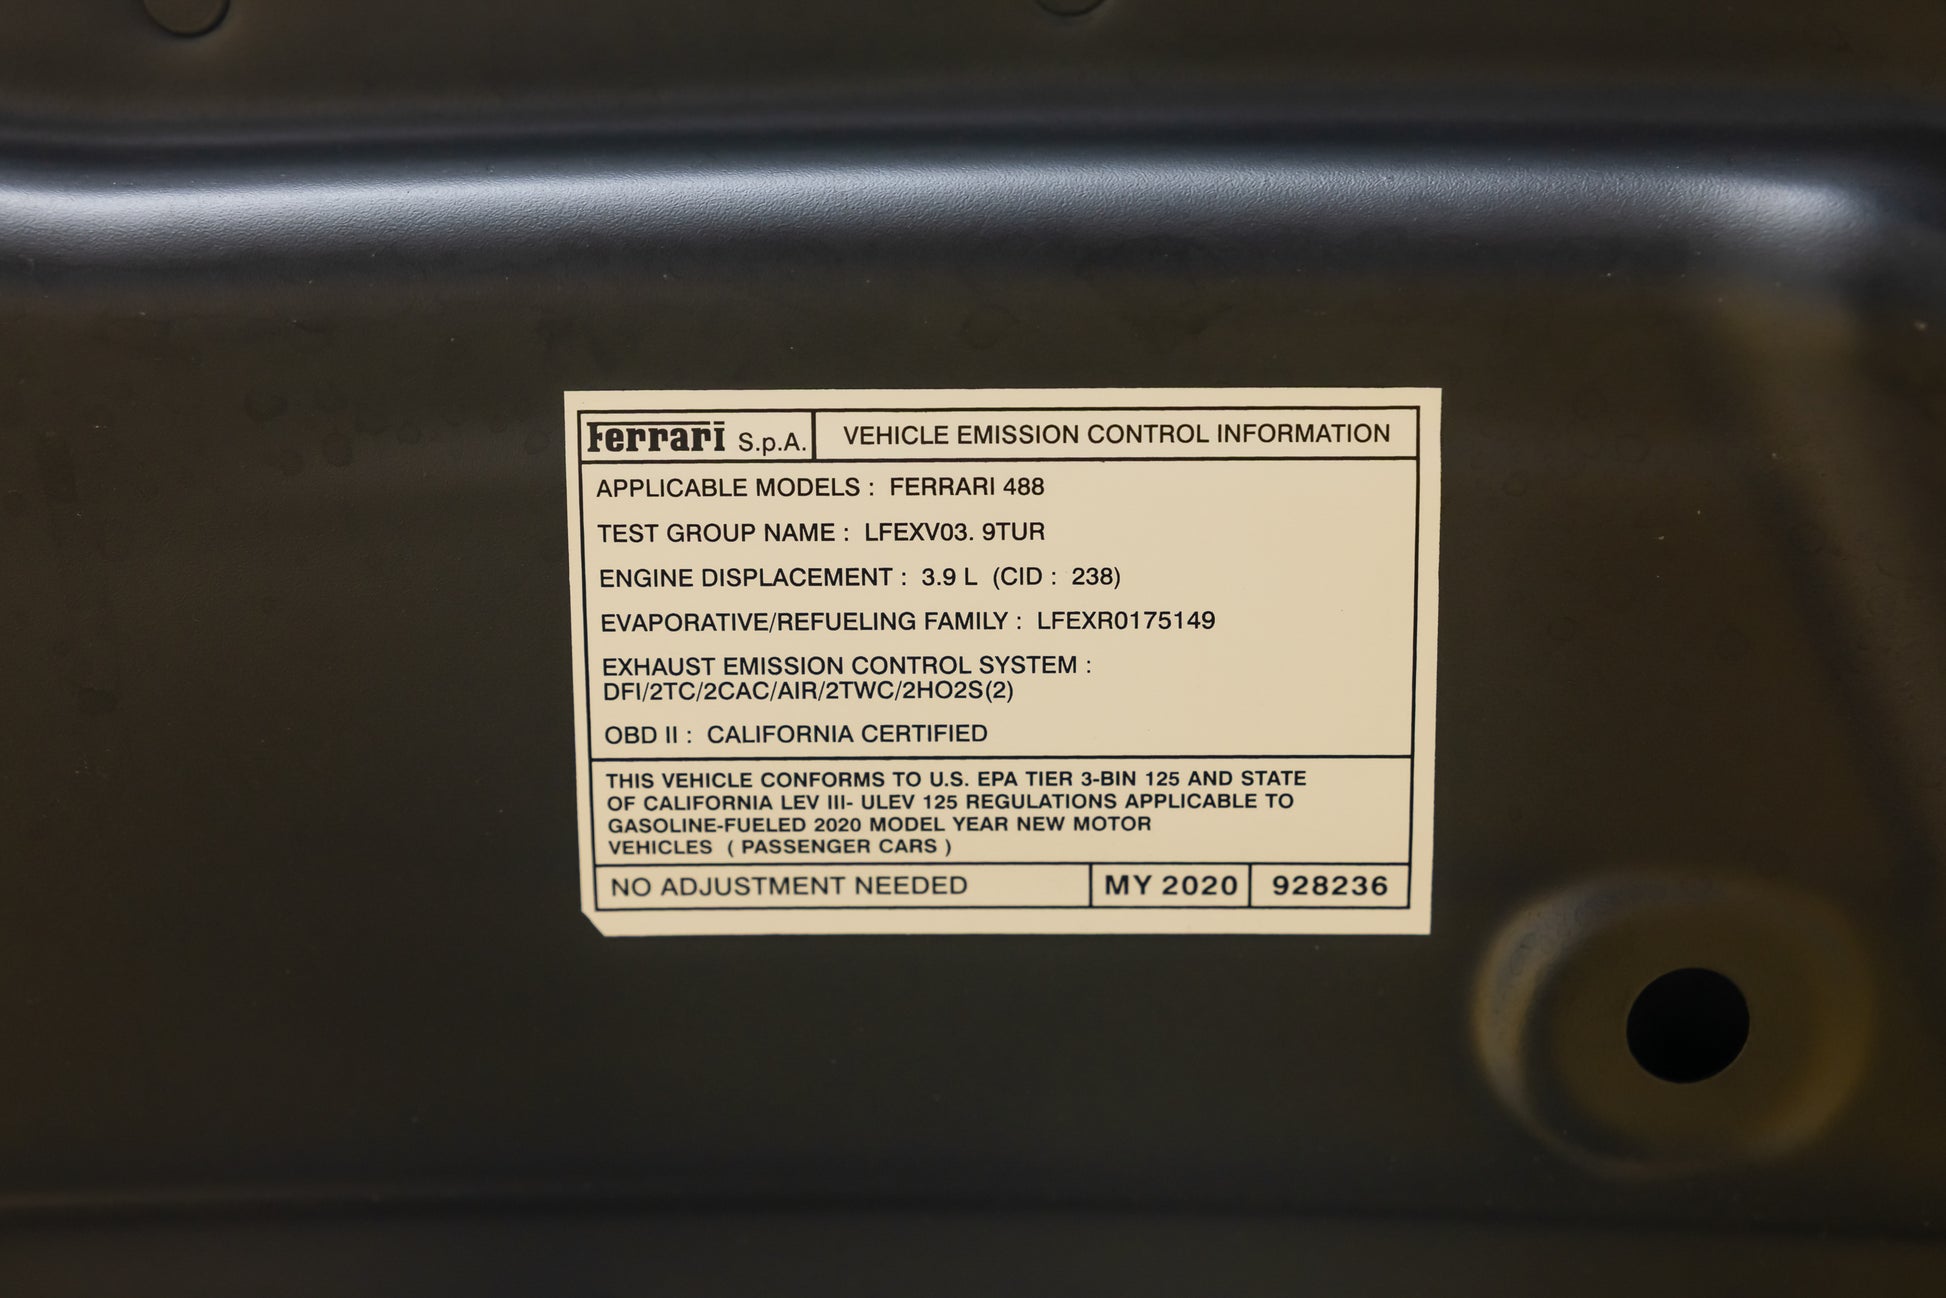 Ferrari S.p.A. VEHICLE EMISSION CONTROL INFORMATION
APPLICABLE MODELS : FERRARI 488
TEST GROUP NAME : LFEXV03. 9TUR
ENGINE DISPLACEMENT : 3.9 L (CID : 238)
EVAPORATIVE/REFUELING FAMILY : LFEXR0175149
EXHAUST EMISSION CONTROL SYSTEM :
DFI/2TC/2CAC/AIR/2TWC/2HO2S(2)
OBD II : CALIFORNIA CERTIFIED
THIS VEHICLE CONFORMS TO U.S. EPA TIER 3-BIN 125 AND STATE
OF CALIFORNIA LEV III- ULEV 125 REGULATIONS APPLICABLE TO
GASOLINE-FUELED 2020 MODEL YEAR NEW MOTOR
VEHICLES ( PASSENGER CARS )
NO ADJUSTMENT NEEDED MY 2020 928236